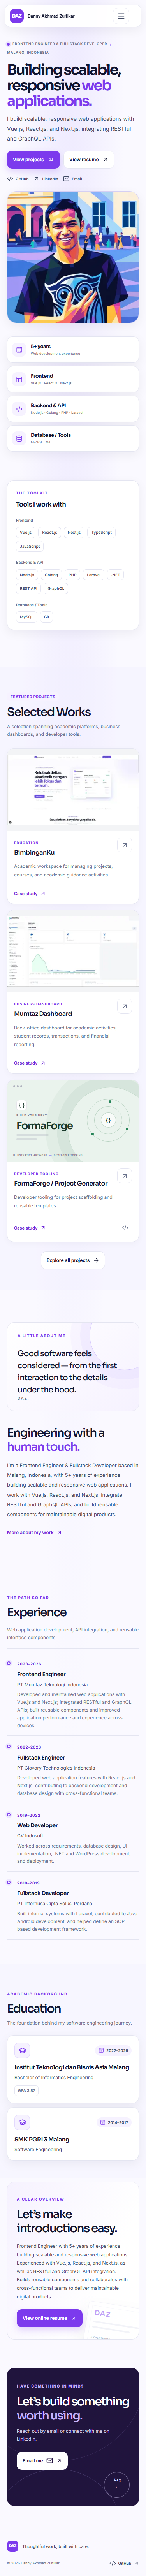 DAZ
Danny Akhmad Zulfikar
FRONTEND ENGINEER & FULLSTACK DEVELOPER /
MALANG, INDONESIA
Building scalable,
responsive web
applications.
I build scalable, responsive web applications with
Vue.js, React.js, and Next.js, integrating RESTful
and GraphQL APIs.
View projects
View resume
GitHub
LinkedIn
Email
5+ years
Web development experience
Frontend
Vue.js · React.js · Next.js
Backend & API
Node.js · Golang · PHP · Laravel
Database / Tools
MySQL · Git
THE TOOLKIT
Tools I work with
Frontend
Vue.js
React.js
Next.js
TypeScript
JavaScript
Backend & API
Node.js
Golang
PHP
Laravel
.NET
REST API
GraphQL
Database / Tools
MySQL
Git
FEATURED PROJECTS
Selected Works
A selection spanning academic platforms, business
dashboards, and developer tools.
Kelola aktivitas
akademik dengan
EDUCATION
BimbinganKu
Academic workspace for managing projects,
courses, and academic guidance activities.
Case study
BUSINESS DASHBOARD
Mumtaz Dashboard
Back-office dashboard for academic activities,
student records, transactions, and financial
reporting.
Case study
BUILD YOUR NEXT
FormaForge
DEVELOPER TOOLING
FormaForge / Project Generator
Developer tooling for project scaffolding and
reusable templates.
Case study
Explore all projects
A LITTLE ABOUT ME
Good software feels
considered — from the first
interaction to the details
under the hood.
DAZ.
Engineering with a
human touch.
I'm a Frontend Engineer & Fullstack Developer based in
Malang, Indonesia, with 5+ years of experience
building scalable and responsive web applications. I
work with Vue.js, React.js, and Next.js, integrate
RESTful and GraphQL APIs, and build reusable
components for maintainable digital products.
More about my work
THE PATH SO FAR
Experience
Web application development, API integration, and reusable
interface components.
2023–2026
Frontend Engineer
PT Mumtaz Teknologi Indonesia
Developed and maintained web applications with
Vue.js and Next.js; integrated RESTful and GraphQL
APIs; built reusable components and improved
application performance and experience across
devices.
2022–2023
Fullstack Engineer
PT Glovory Technologies Indonesia
Developed web application features with React.js and
Next.js, contributing to backend development and
database design with cross-functional teams.
2019–2022
Web Developer
CV Indosoft
Worked across requirements, database design, UI
implementation, .NET and WordPress development,
and deployment.
2018–2019
Fullstack Developer
PT Internusa Cipta Solusi Perdana
Built internal systems with Laravel, contributed to Java
Android development, and helped define an SOP-
based development framework.
ACADEMIC BACKGROUND
Education
The foundation behind my software engineering journey.
2022–2026
Institut Teknologi dan Bisnis Asia Malang
Bachelor of Informatics Engineering
GPA 3.87
2014–2017
SMK PGRI 3 Malang
Software Engineering
A CLEAR OVERVIEW
Let's make
introductions easy.
Frontend Engineer with 5+ years of experience
building scalable and responsive web applications.
Experienced with Vue.js, React.js, and Next.js, as
well as RESTful and GraphQL API integration.
Builds reusable components and collaborates with
cross-functional teams to deliver maintainable
digital products.
View online resume
DAZ
HAVE SOMETHING IN MIND?
Let's build something
worth using.
Reach out by email or connect with me on
LinkedIn.
Email me
DAZ
DAZ
Thoughtful work, built with care.
© 2026 Danny Akhmad Zulfikar
GitHub